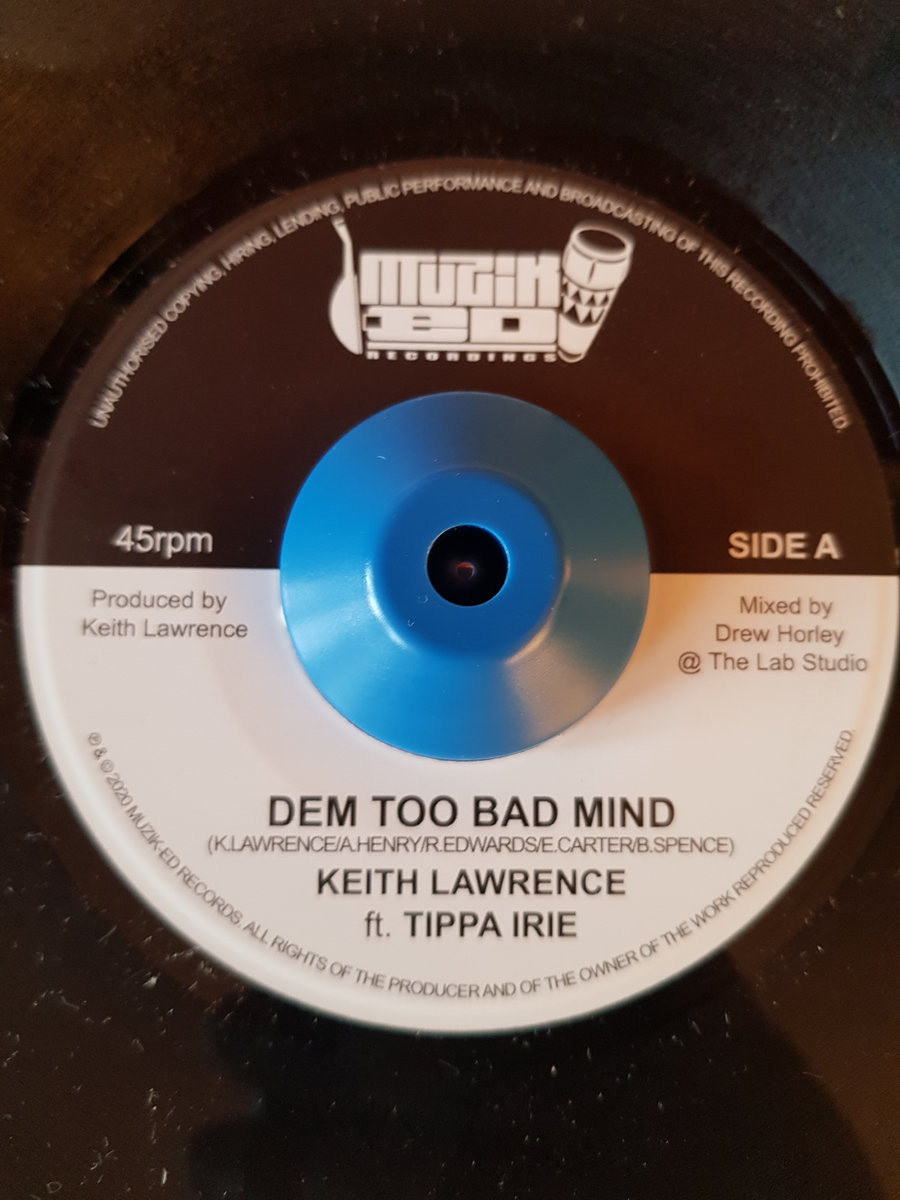 UNAUTHORISED COPYING, HIRING, LENDING, PUBLIC PERFORMANCE AND BROADCASTING OF THIS RECORDING PROHIBITED.
MUZIK
ED
RECORDINGS
45rpm
SIDE A
Produced by
Keith Lawrence
Mixed by
Drew Horley
@ The Lab Studio
DEM TOO BAD MIND
(K.LAWRENCE/A.HENRY/R.EDWARDS/E.CARTER/B.SPENCE)
KEITH LAWRENCE
ft. TIPPA IRIE
℗ & © 2020 MUZIK-ED RECORDS. ALL RIGHTS OF THE PRODUCER AND OF THE OWNER OF THE WORK REPRODUCED RESERVED.